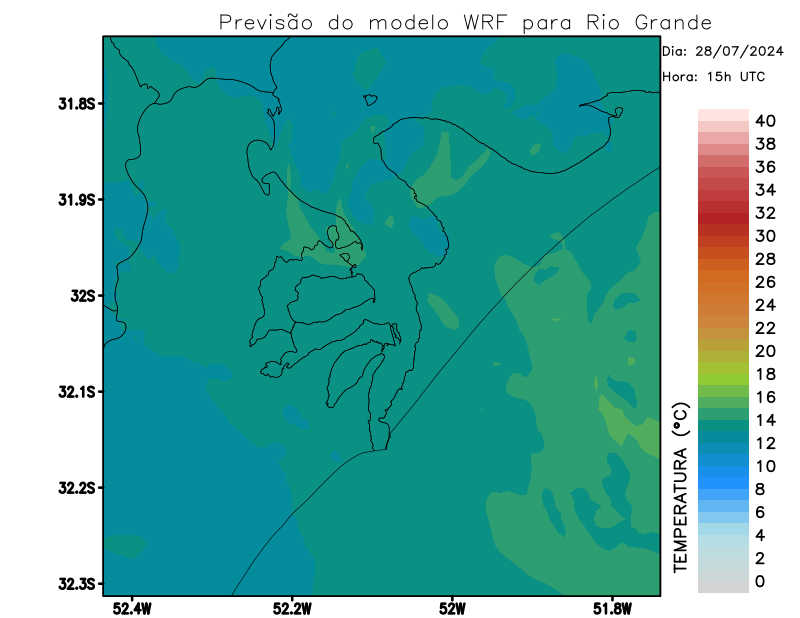 Previsão do modelo WRF para Rio Grande
Dia: 28/07/2024
Hora: 15h UTC
31.8S
31.9S
32S
32.1S
32.2S
32.3S
52.4W 52.2W 52W 51.8W
TEMPERATURA (°C)
40
38
36
34
32
30
28
26
24
22
20
18
16
14
12
10
8
6
4
2
0